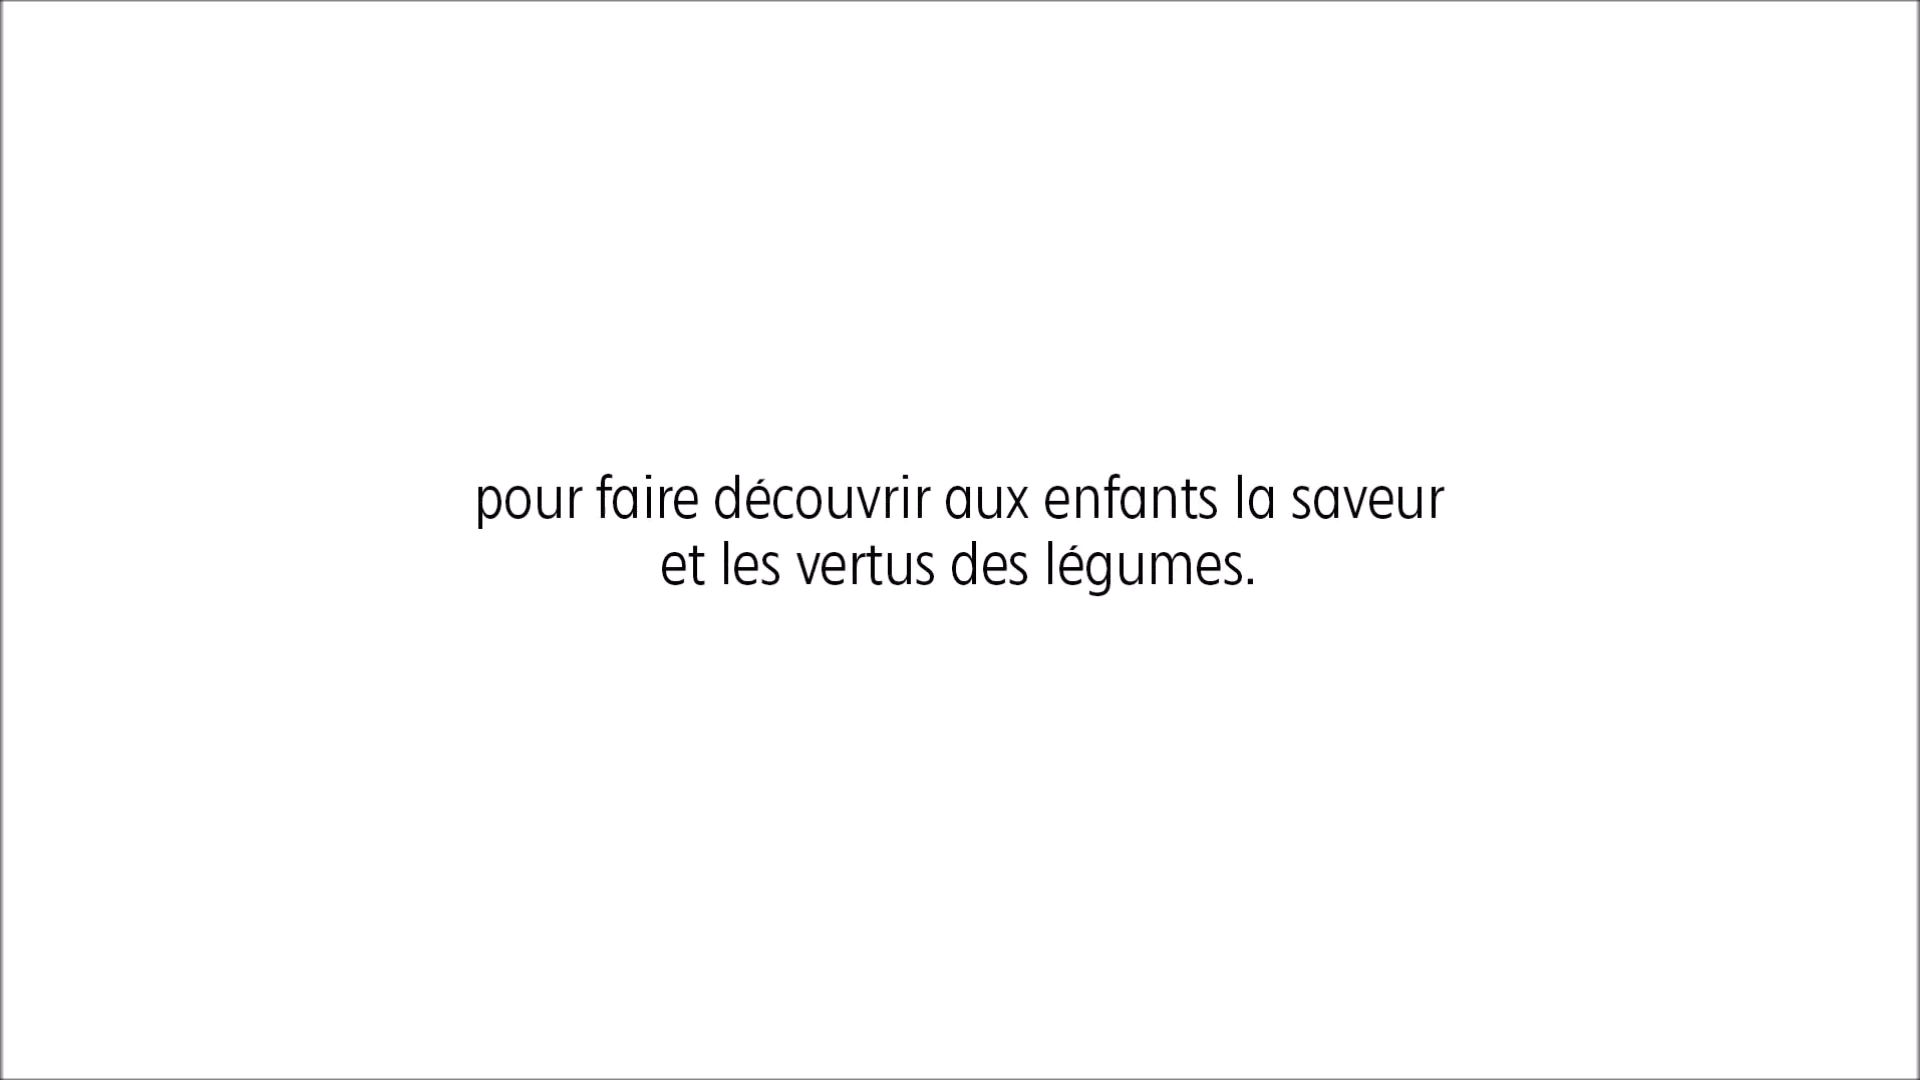 pour faire découvrir aux enfants la saveur
et les vertus des légumes.